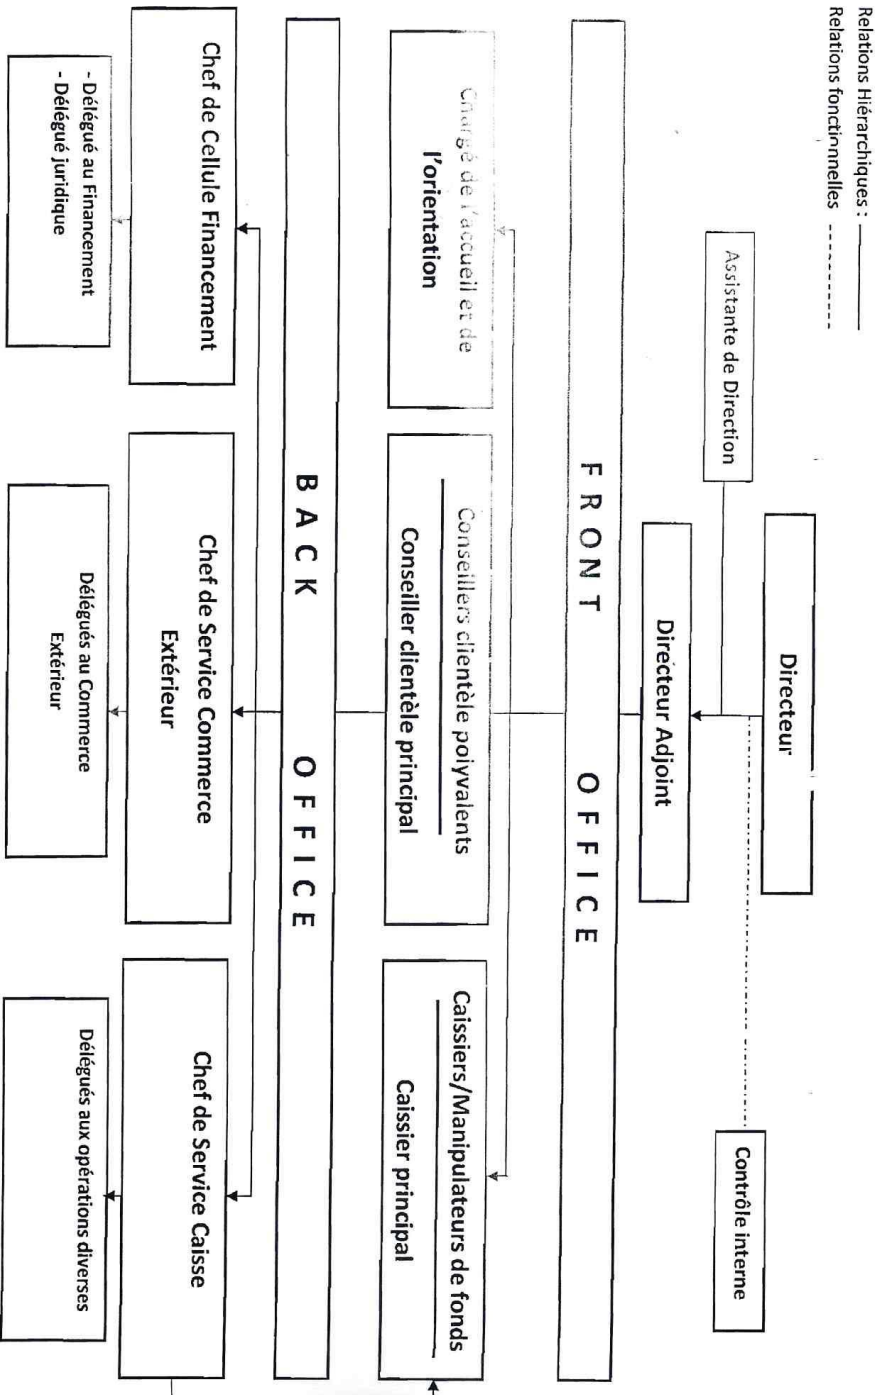 Relations Hiérarchiques :
Relations fonctionnelles
Directeur
Assistante de Direction
Contrôle interne
Directeur Adjoint
FRONT OFFICE
Chargé de l'accueil et de
l'orientation
Conseillers clientèle polyvalents
Conseiller clientèle principal
Caissiers/Manipulateurs de fonds
Caissier principal
BACK OFFICE
Chef de Cellule Financement
Chef de Service Commerce
Extérieur
Chef de Service Caisse
- Délégué au Financement
- Délégué juridique
Délégués au Commerce
Extérieur
Délégués aux opérations diverses